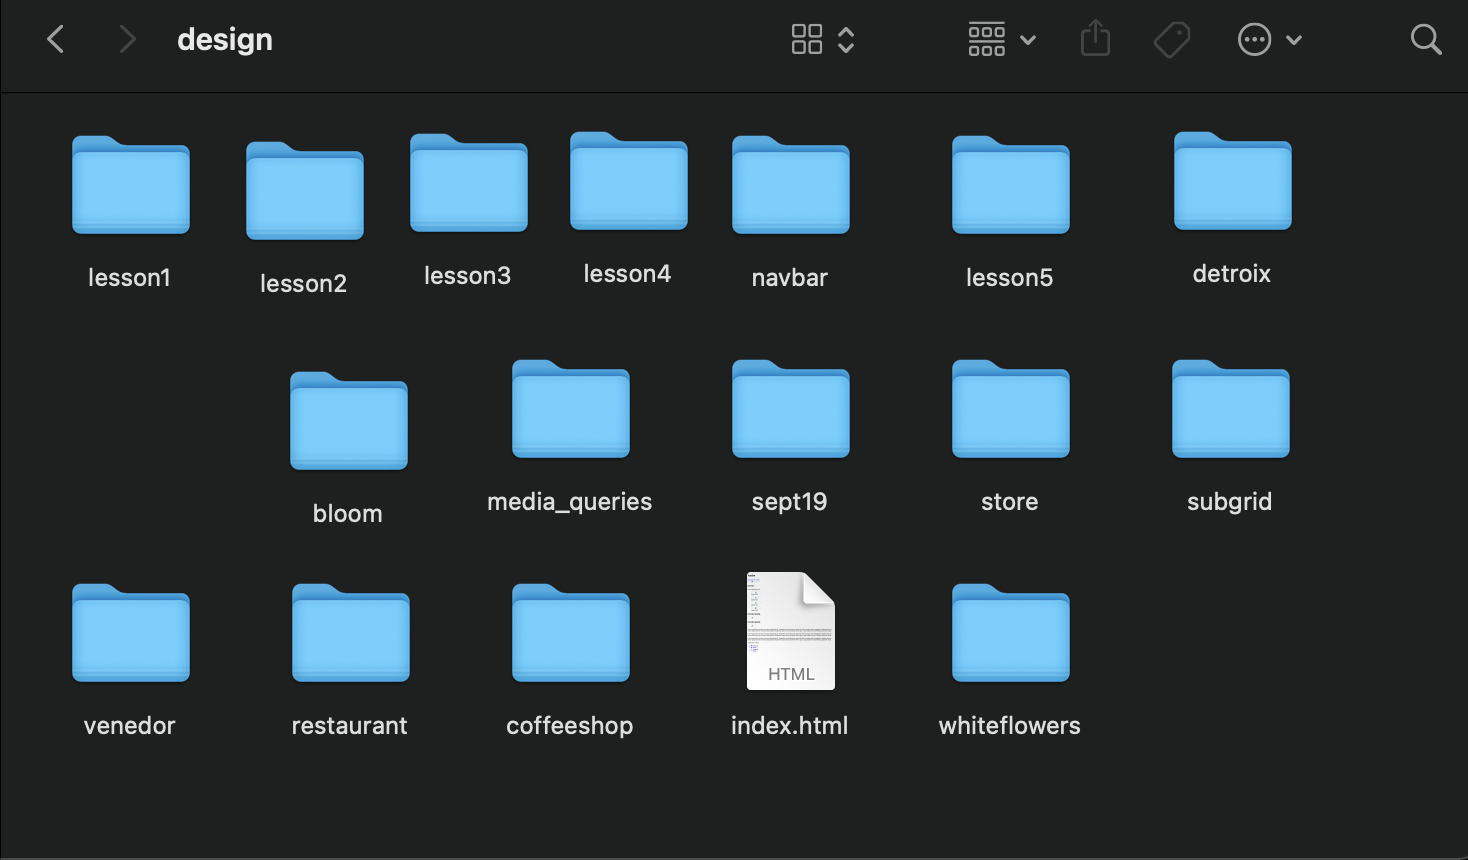 design
lesson1
lesson2
lesson3
lesson4
navbar
lesson5
detroix
bloom
media_queries
sept19
store
subgrid
HTML
venedor
restaurant
coffeeshop
index.html
whiteflowers